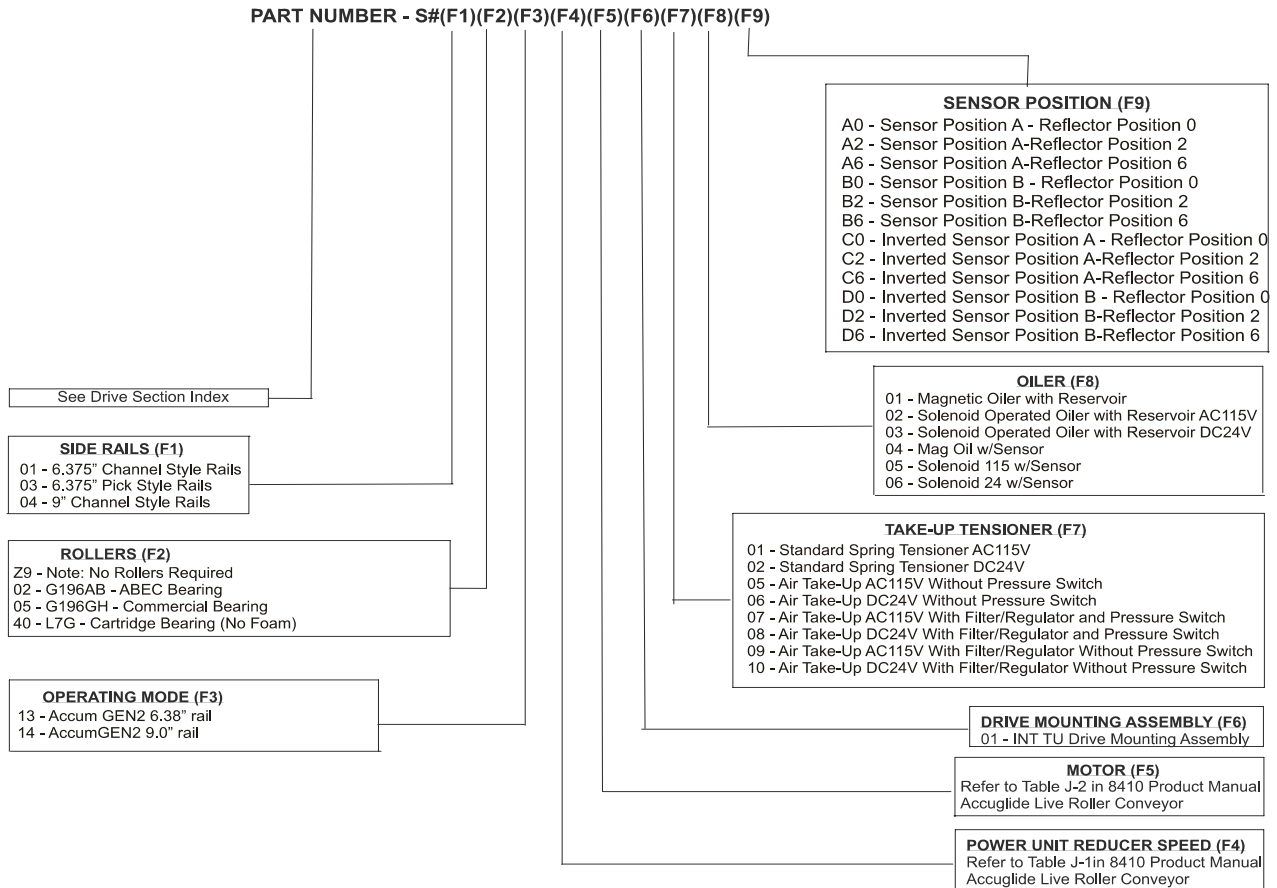 PART NUMBER - S#(F1)(F2)(F3)(F4)(F5)(F6)(F7)(F8)(F9)
SENSOR POSITION (F9)
A0 - Sensor Position A - Reflector Position 0
A2 - Sensor Position A-Reflector Position 2
A6 - Sensor Position A-Reflector Position 6
B0 - Sensor Position B - Reflector Position 0
B2 - Sensor Position B-Reflector Position 2
B6 - Sensor Position B-Reflector Position 6
C0 - Inverted Sensor Position A - Reflector Position 0
C2 - Inverted Sensor Position A-Reflector Position 2
C6 - Inverted Sensor Position A-Reflector Position 6
D0 - Inverted Sensor Position B - Reflector Position 0
D2 - Inverted Sensor Position B-Reflector Position 2
D6 - Inverted Sensor Position B-Reflector Position 6
See Drive Section Index
OILER (F8)
01 - Magnetic Oiler with Reservoir
02 - Solenoid Operated Oiler with Reservoir AC115V
03 - Solenoid Operated Oiler with Reservoir DC24V
04 - Mag Oil w/Sensor
05 - Solenoid 115 w/Sensor
06 - Solenoid 24 w/Sensor
SIDE RAILS (F1)
01 - 6.375" Channel Style Rails
03 - 6.375" Pick Style Rails
04 - 9" Channel Style Rails
TAKE-UP TENSIONER (F7)
01 - Standard Spring Tensioner AC115V
02 - Standard Spring Tensioner DC24V
05 - Air Take-Up AC115V Without Pressure Switch
06 - Air Take-Up DC24V Without Pressure Switch
07 - Air Take-Up AC115V With Filter/Regulator and Pressure Switch
08 - Air Take-Up DC24V With Filter/Regulator and Pressure Switch
09 - Air Take-Up AC115V With Filter/Regulator Without Pressure Switch
10 - Air Take-Up DC24V With Filter/Regulator Without Pressure Switch
ROLLERS (F2)
Z9 - Note: No Rollers Required
02 - G196AB - ABEC Bearing
05 - G196GH - Commercial Bearing
40 - L7G - Cartridge Bearing (No Foam)
OPERATING MODE (F3)
13 - Accum GEN2 6.38" rail
14 - AccumGEN2 9.0" rail
DRIVE MOUNTING ASSEMBLY (F6)
01 - INT TU Drive Mounting Assembly
MOTOR (F5)
Refer to Table J-2 in 8410 Product Manual
Accuglide Live Roller Conveyor
POWER UNIT REDUCER SPEED (F4)
Refer to Table J-1in 8410 Product Manual
Accuglide Live Roller Conveyor